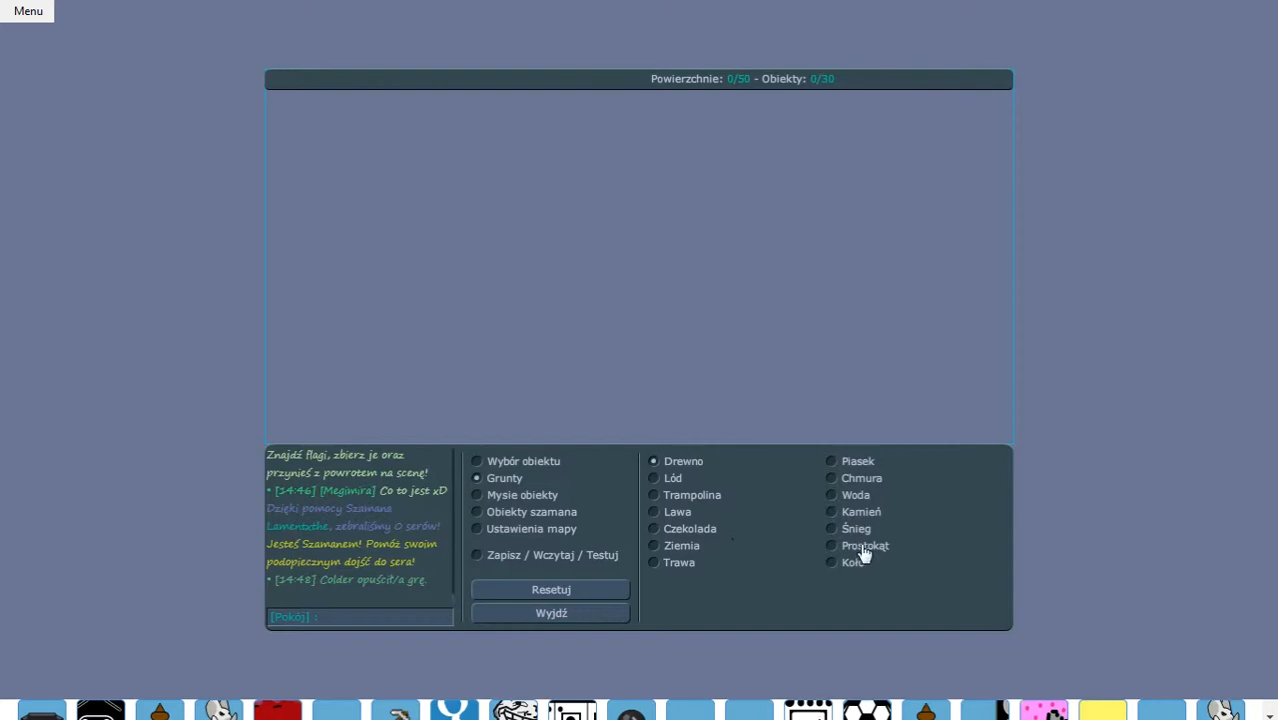 Menu
Powierzchnie: 0/50 - Obiekty: 0/30
Znajdź flagi, zbierz je oraz
przynieś z powrotem na scenę!
• [14:46] [Megimira] Co to jest xD
Dzięki pomocy Szamana
Lamentxthe, zebraliśmy 0 serów!
Jesteś Szamanem! Pomóż swoim
podopiecznym dojść do sera!
• [14:48] Colder opuścił/a grę.
[Pokój] :
Wybór obiektu
Grunty
Mysie obiekty
Obiekty szamana
Ustawienia mapy
Zapisz / Wczytaj / Testuj
Resetuj
Wyjdź
Drewno
Lód
Trampolina
Lawa
Czekolada
Ziemia
Trawa
Piasek
Chmura
Woda
Kamień
Śnieg
Prostokąt
Koło